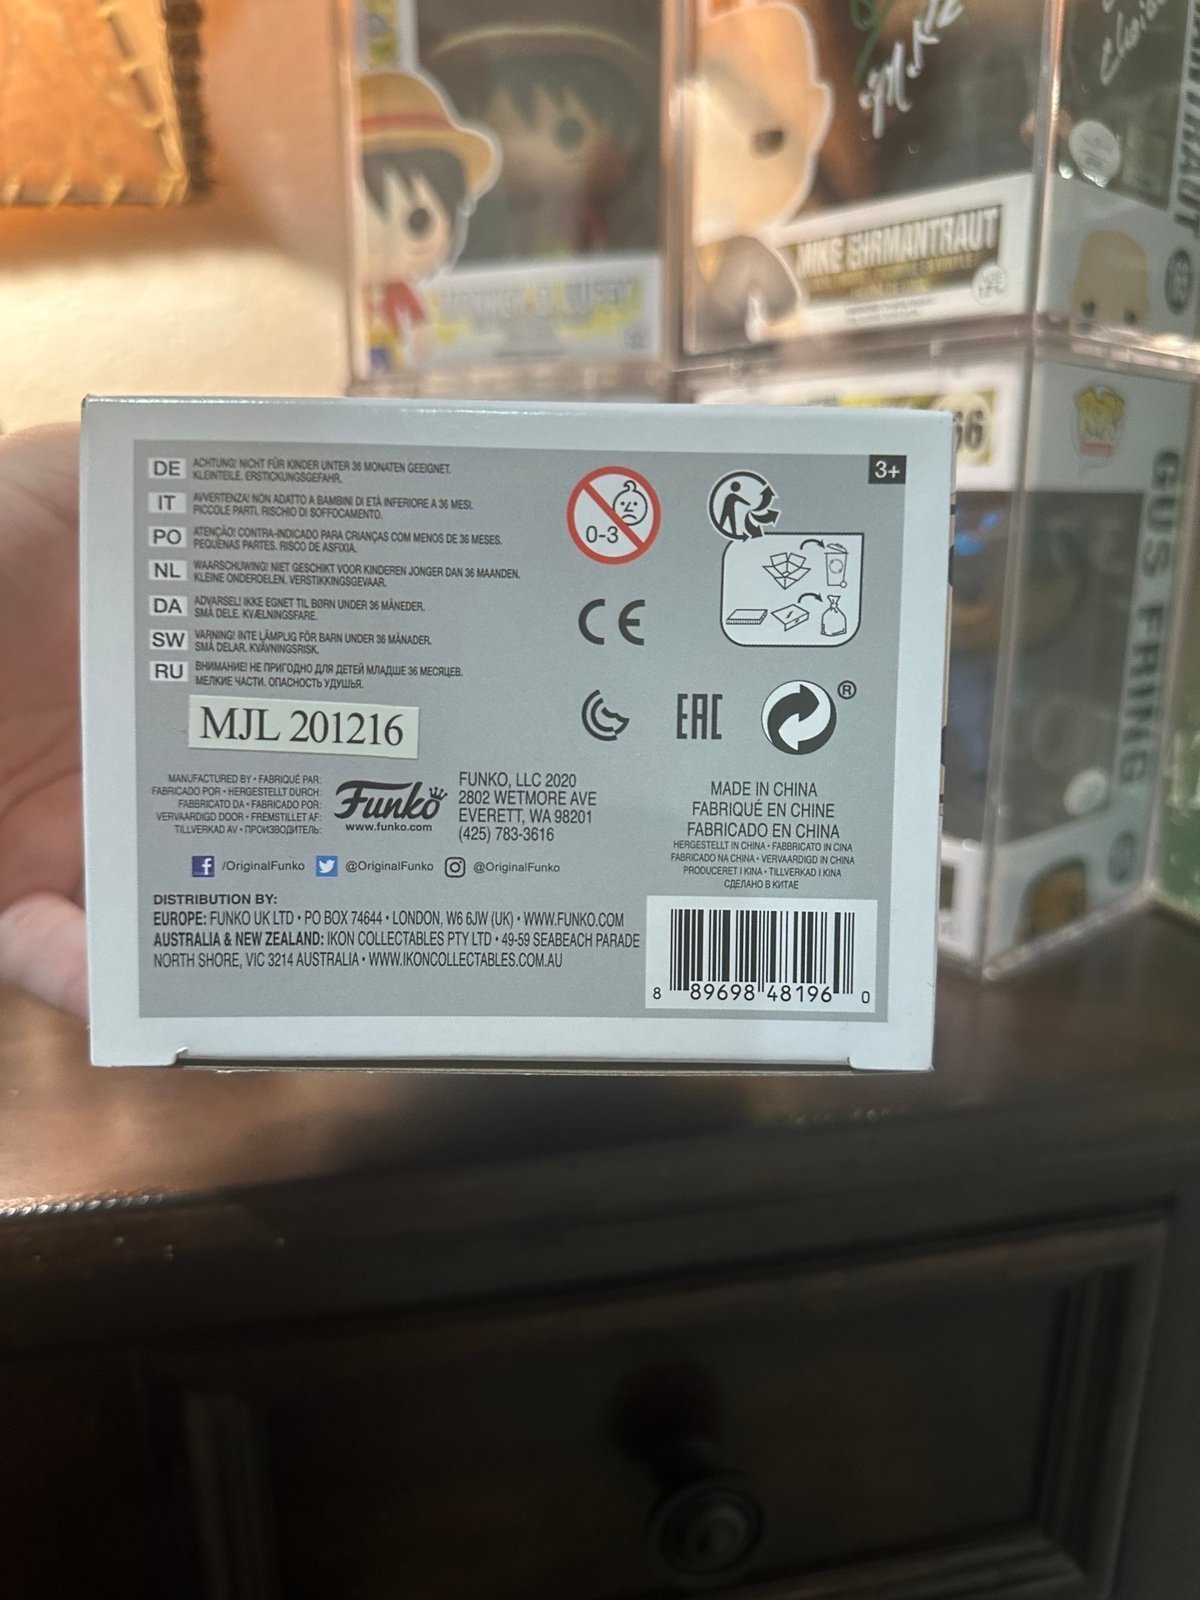 MIKE EHRMANTRAUT
66
GUS FRING
3+
DE ACHTUNG! NICHT FÜR KINDER UNTER 36 MONATEN GEEIGNET.
KLEINTEILE. ERSTICKUNGSGEFAHR.
IT AVVERTENZA! NON ADATTO A BAMBINI DI ETÀ INFERIORE A 36 MESI.
PICCOLE PARTI. RISCHIO DI SOFFOCAMENTO.
PO ATENÇÃO! CONTRA-INDICADO PARA CRIANÇAS COM MENOS DE 36 MESES.
PEQUENAS PARTES. RISCO DE ASFIXIA.
NL WAARSCHUWING! NIET GESCHIKT VOOR KINDEREN JONGER DAN 36 MAANDEN.
KLEINE ONDERDELEN. VERSTIKKINGSGEVAAR.
DA ADVARSEL! IKKE EGNET TIL BØRN UNDER 36 MÅNEDER.
SMÅ DELE. KVÆLNINGSFARE.
SW VARNING! INTE LÄMPLIG FÖR BARN UNDER 36 MÅNADER.
SMÅ DELAR. KVÄVNINGSRISK.
RU ВНИМАНИЕ! НЕ ПРИГОДНО ДЛЯ ДЕТЕЙ МЛАДШЕ 36 МЕСЯЦЕВ.
МЕЛКИЕ ЧАСТИ. ОПАСНОСТЬ УДУШЬЯ.
0-3
CE
EAC
®
MJL 201216
MANUFACTURED BY • FABRIQUÉ PAR:
FABRICADO POR • HERGESTELLT DURCH:
FABBRICATO DA • FABRICADO POR:
VERVAARDIGD DOOR • FREMSTILLET AF:
TILLVERKAD AV • ПРОИЗВОДИТЕЛЬ:
Funko
www.funko.com
FUNKO, LLC 2020
2802 WETMORE AVE
EVERETT, WA 98201
(425) 783-3616
/OriginalFunko @OriginalFunko @OriginalFunko
MADE IN CHINA
FABRIQUÉ EN CHINE
FABRICADO EN CHINA
HERGESTELLT IN CHINA • FABBRICATO IN CINA
FABRICADO NA CHINA • VERVAARDIGD IN CHINA
PRODUCERET I KINA • TILLVERKAD I KINA
СДЕЛАНО В КИТАЕ
DISTRIBUTION BY:
EUROPE: FUNKO UK LTD • PO BOX 74644 • LONDON, W6 6JW (UK) • WWW.FUNKO.COM
AUSTRALIA & NEW ZEALAND: IKON COLLECTABLES PTY LTD • 49-59 SEABEACH PARADE
NORTH SHORE, VIC 3214 AUSTRALIA • WWW.IKONCOLLECTABLES.COM.AU
8 89698 48196 0